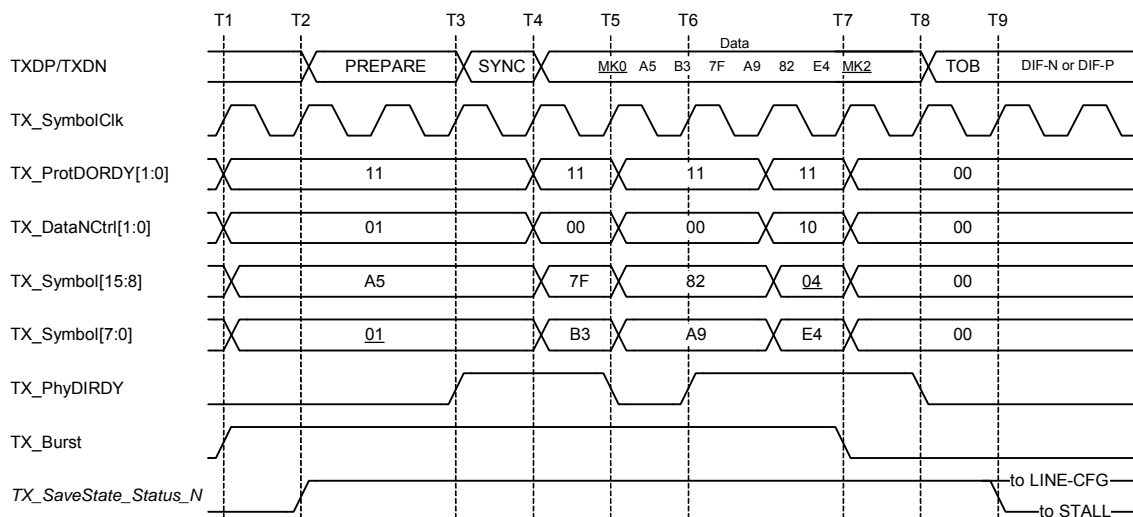 T1 T2 T3 T4 T5 T6 T7 T8 T9
Data
TXDP/TXDN PREPARE SYNC MK0 A5 B3 7F A9 82 E4 MK2 TOB DIF-N or DIF-P
TX_SymbolClk
TX_ProtDORDY[1:0] 11 11 11 11 00
TX_DataNCtrl[1:0] 01 00 00 10 00
TX_Symbol[15:8] A5 7F 82 04 00
TX_Symbol[7:0] 01 B3 A9 E4 00
TX_PhyDIRDY
TX_Burst
to LINE-CFG
TX_SaveState_Status_N
to STALL